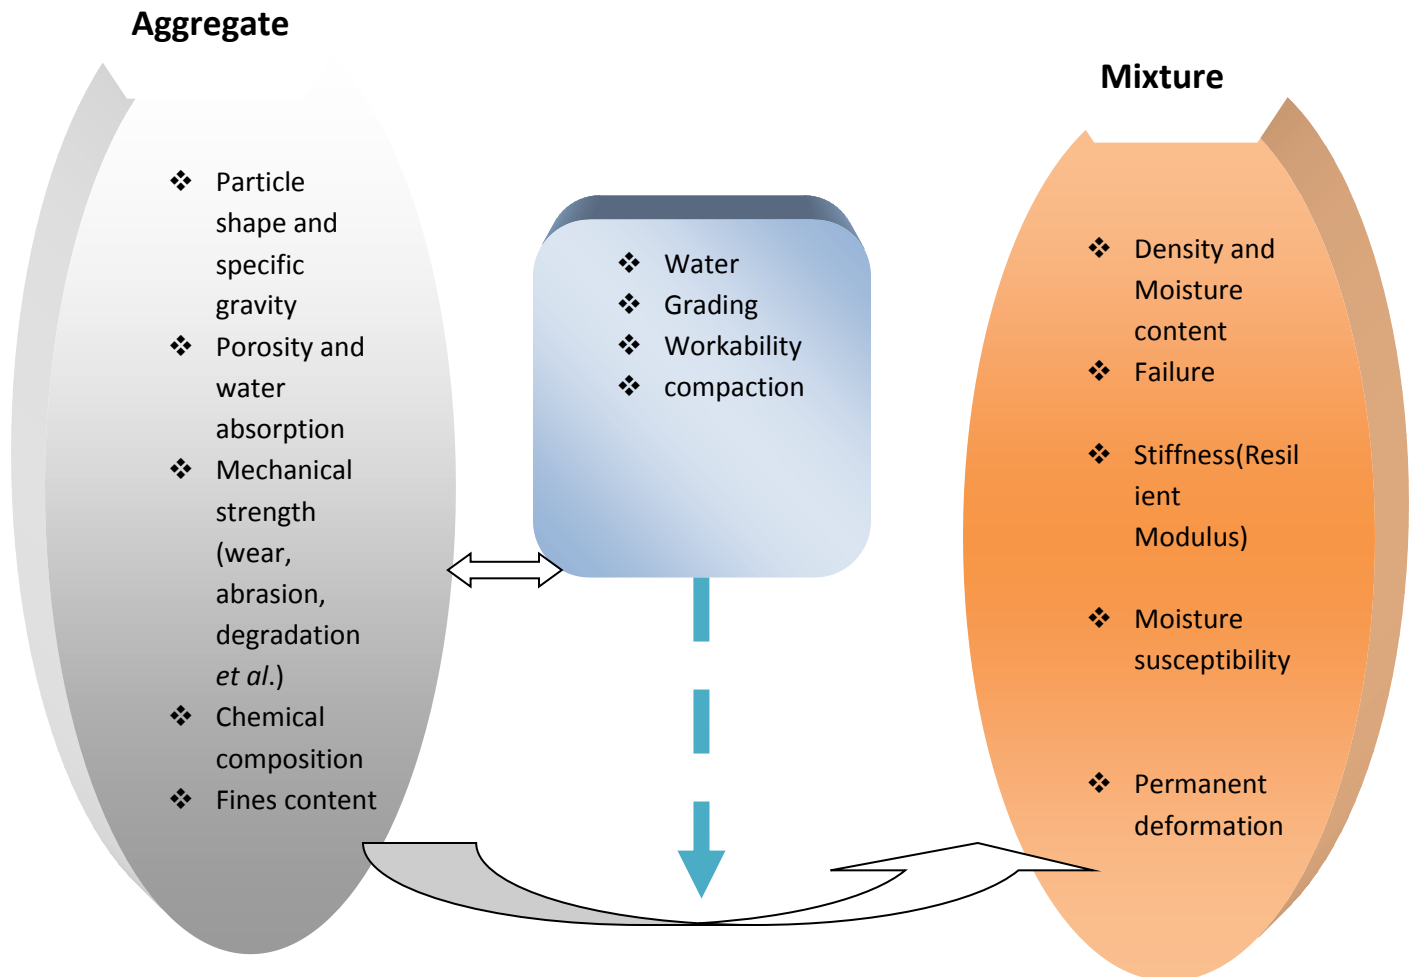 Aggregate
❖ Particle
shape and
specific
gravity
❖ Porosity and
water
absorption
❖ Mechanical
strength
(wear,
abrasion,
degradation
et al.)
❖ Chemical
composition
❖ Fines content
❖ Water
❖ Grading
❖ Workability
❖ compaction
Mixture
❖ Density and
Moisture
content
❖ Failure
❖ Stiffness(Resil
ient
Modulus)
❖ Moisture
susceptibility
❖ Permanent
deformation